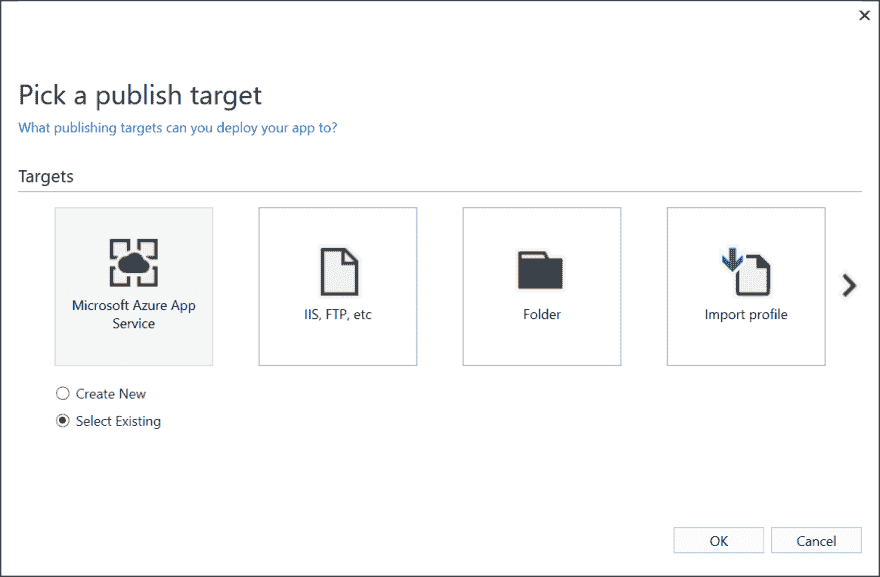 Pick a publish target
What publishing targets can you deploy your app to?
Targets
Microsoft Azure App
Service
IIS, FTP, etc
Folder
Import profile
Create New
Select Existing
OK
Cancel